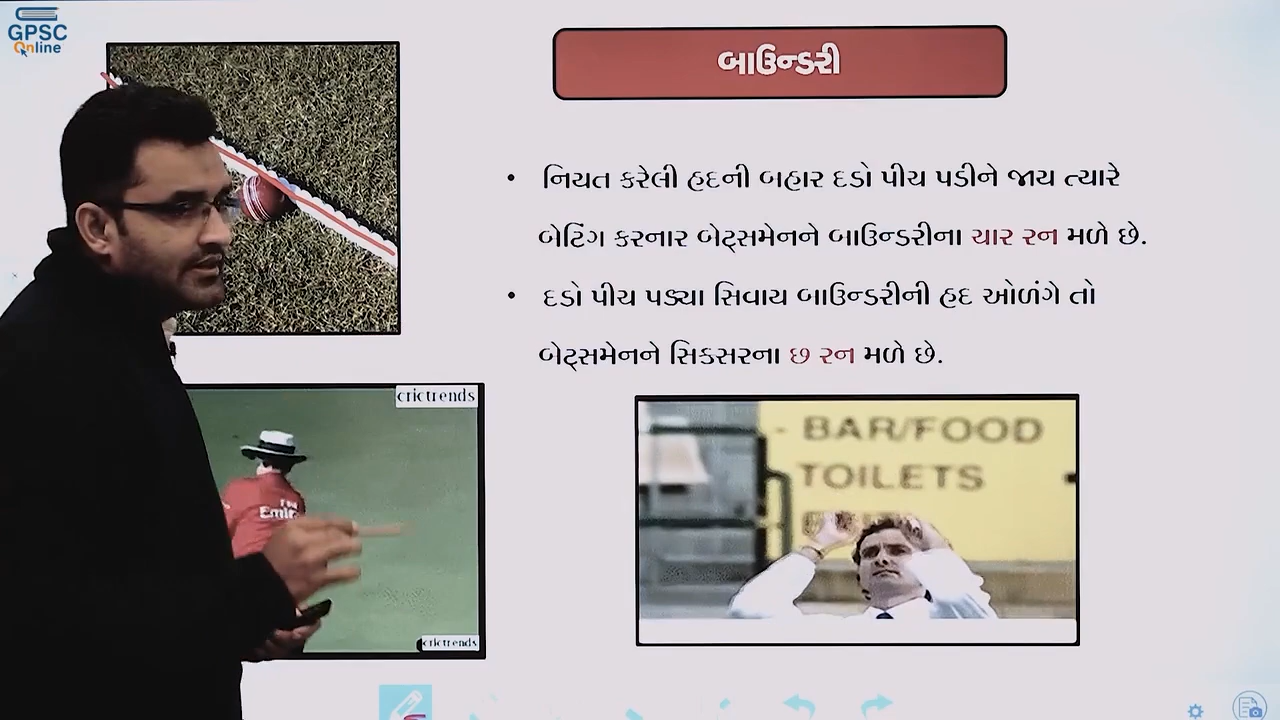 GPSC
Online
બાઉન્ડરી
• નિયત કરેલી હદની બહાર દડો પીચ પડીને જાય ત્યારે
બેટિંગ કરનાર બેટ્સમેનને બાઉન્ડરીના ચાર રન મળે છે.
• દડો પીચ પડ્યા સિવાય બાઉન્ડરીની હદ ઓળંગે તો
બેટ્સમેનને સિકસરના છ રન મળે છે.
crictrends
crictrends
- BAR/FOOD
TOILETS